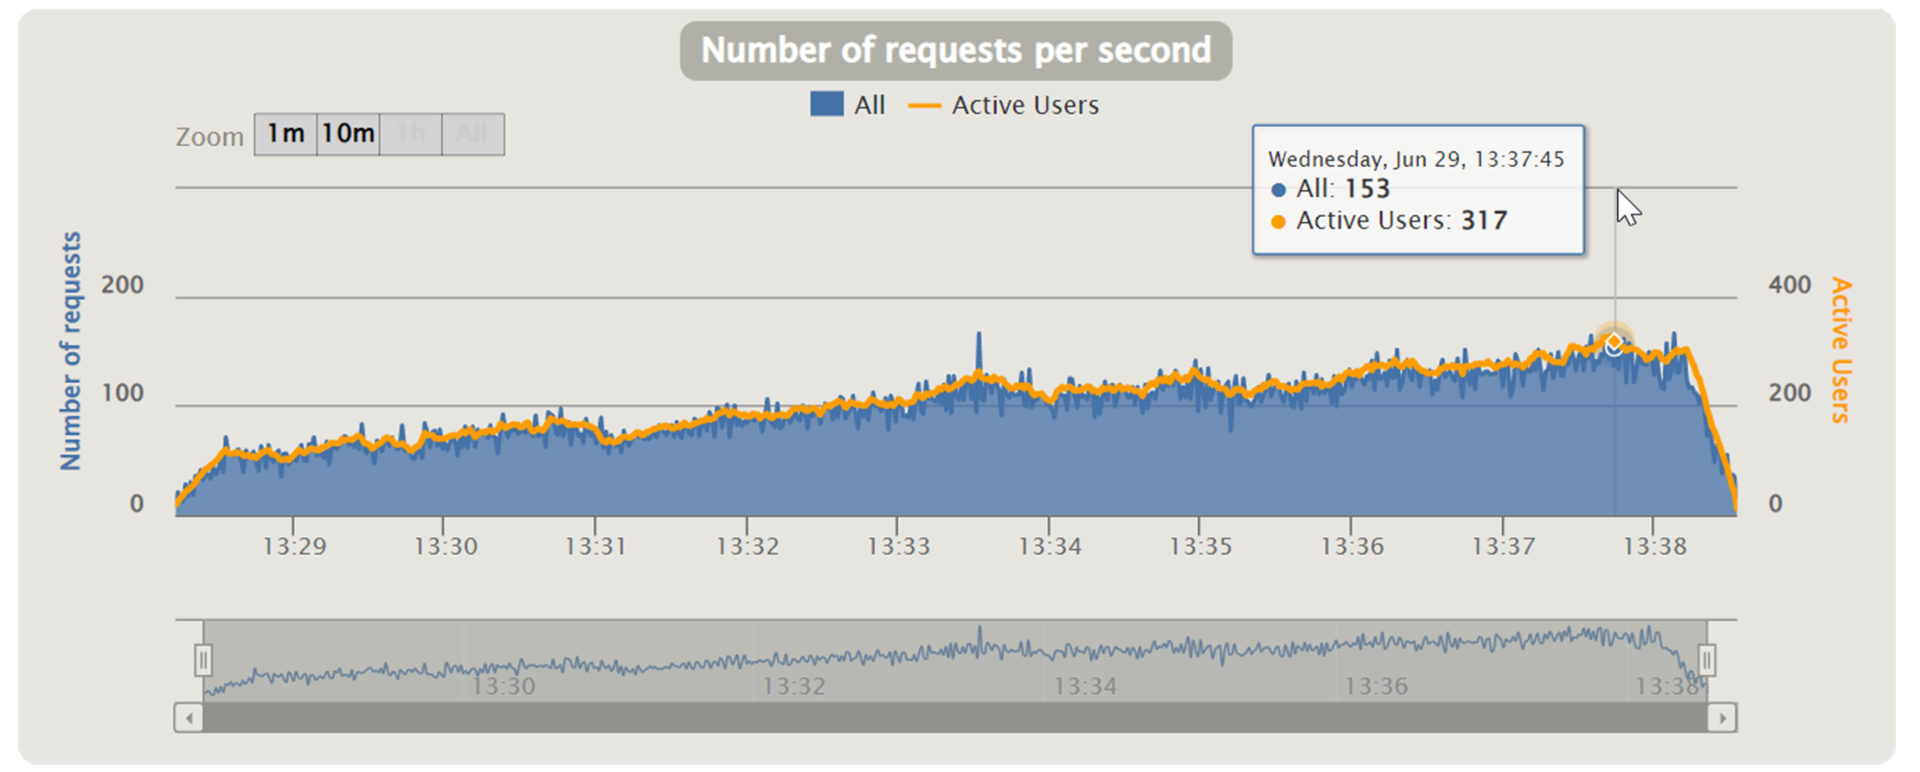 Number of requests per second
All Active Users
Zoom 1m 10m 1h All
Wednesday, Jun 29, 13:37:45
All: 153
Active Users: 317
Number of requests
200
100
0
400
200
0
Active Users
13:29 13:30 13:31 13:32 13:33 13:34 13:35 13:36 13:37 13:38
13:30 13:32 13:34 13:36 13:38